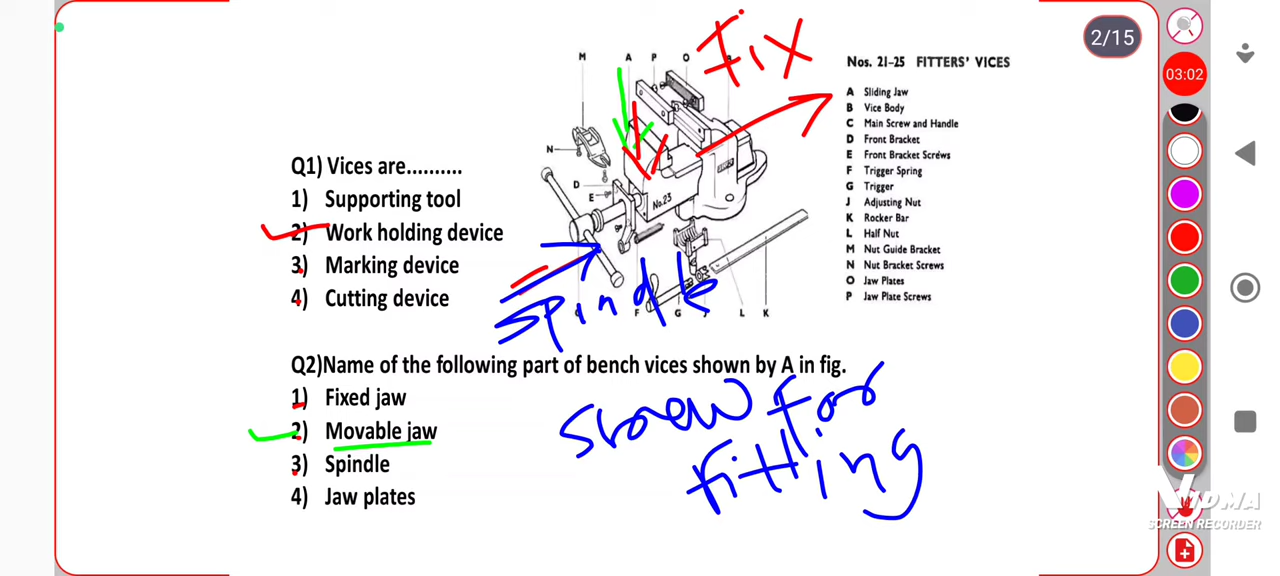 2/15
03:02
Fix
M A P O
Nos. 21-25 FITTERS' VICES
A Sliding Jaw
B Vice Body
C Main Screw and Handle
D Front Bracket
E Front Bracket Screws
F Trigger Spring
G Trigger
J Adjusting Nut
K Rocker Bar
L Half Nut
M Nut Guide Bracket
N Nut Bracket Screws
O Jaw Plates
P Jaw Plate Screws
N
D
E
No. 23
F G J L K
Q1) Vices are..........
1) Supporting tool
2) Work holding device
3) Marking device
4) Cutting device
Spindle
Q2)Name of the following part of bench vices shown by A in fig.
1) Fixed jaw
2) Movable jaw
3) Spindle
4) Jaw plates
Screw for
fitting
VIDMA
SCREEN RECORDER